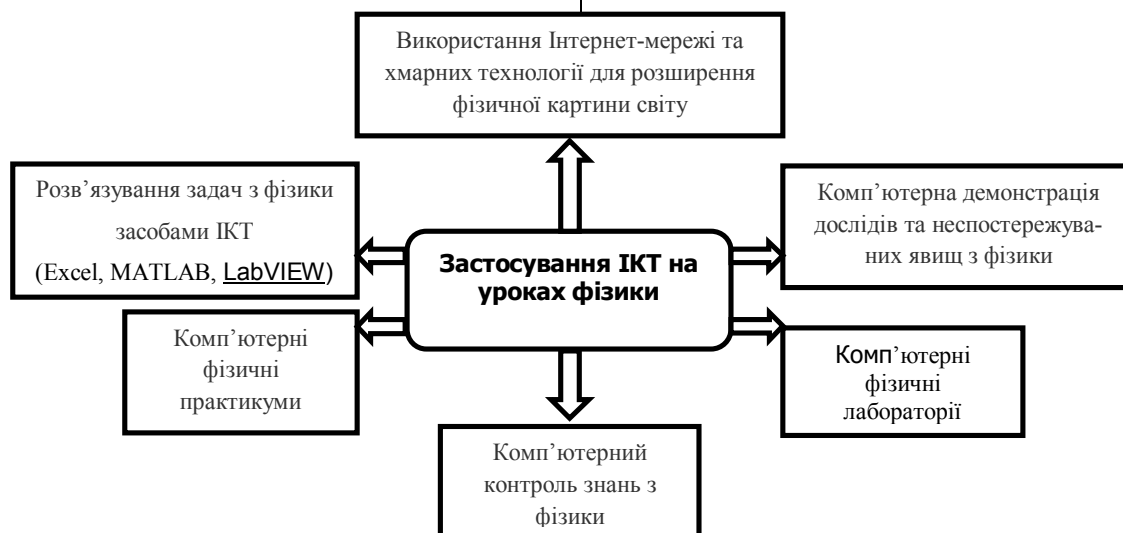 Використання Інтернет-мережі та
хмарних технології для розширення
фізичної картини світу
Розв’язування задач з фізики
засобами ІКТ
(Excel, MATLAB, LabVIEW)
Комп’ютерна демонстрація
дослідів та неспостережува-
них явищ з фізики
Застосування ІКТ на
уроках фізики
Комп’ютерні
фізичні
практикуми
Комп’ютерні
фізичні
лабораторії
Комп’ютерний
контроль знань з
фізики